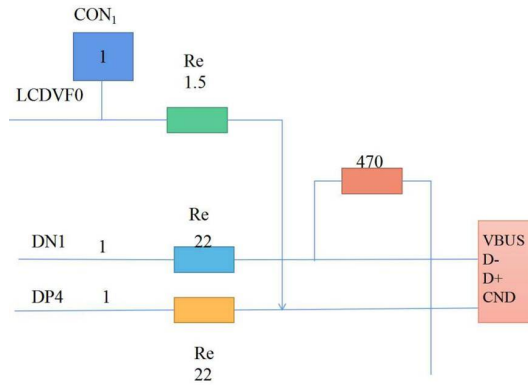 CON₁
1
LCDVF0
Re
1.5
470
Re
DN1 1 22
DP4 1
Re
22
VBUS
D-
D+
CND